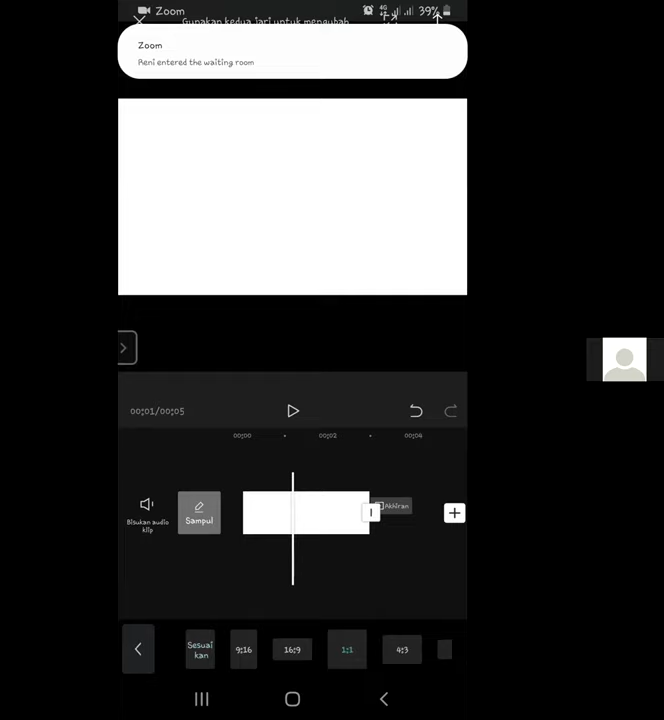 Zoom
4G
39%
Gunakan kedua jari untuk mengubah
Zoom
Reni entered the waiting room
00:01/00:05
00:00
00:02
00:04
Bisukan audio
klip
Sampul
Akhiran
Sesuai
kan
9:16
16:9
1:1
4:3